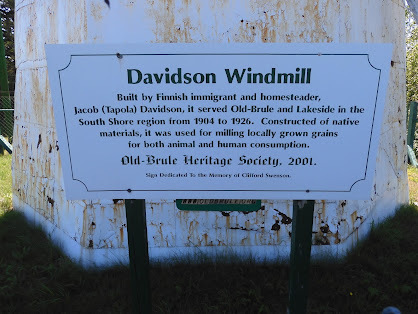 Davidson Windmill
Built by Finnish immigrant and homesteader,
Jacob (Tapola) Davidson, it served Old-Brule and Lakeside in the
South Shore region from 1904 to 1926. Constructed of native
materials, it was used for milling locally grown grains
for both animal and human consumption.
Old-Brule Heritage Society, 2001.
Sign Dedicated To the Memory of Clifford Swenson.